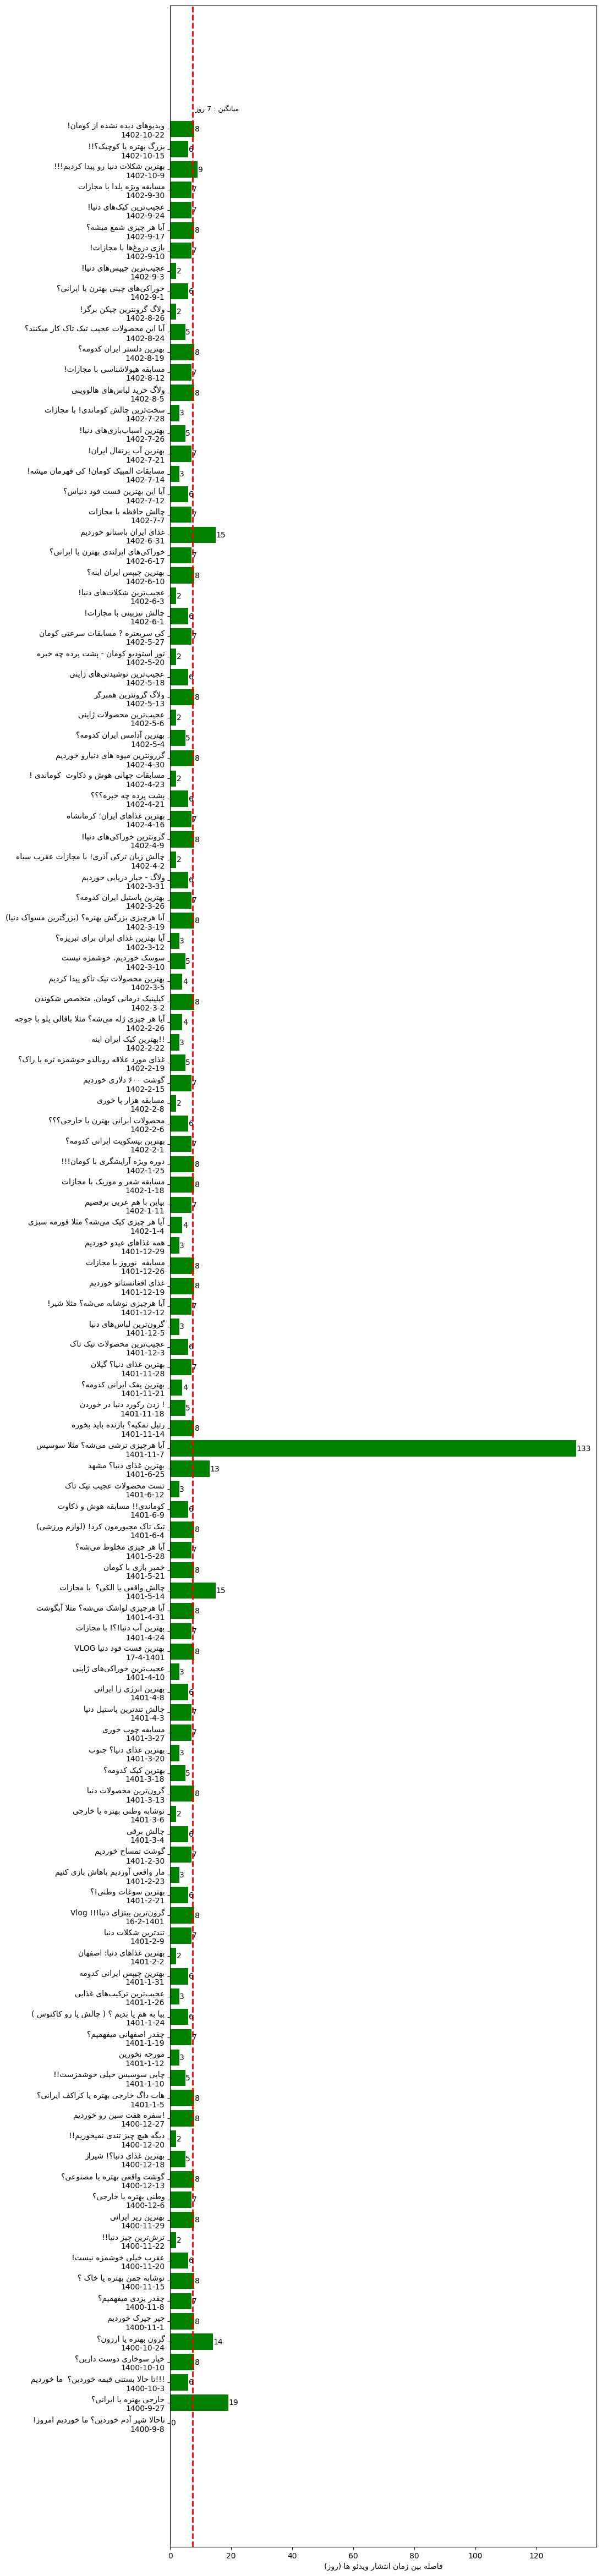 میانگین : 7 روز
ویدیوهای دیده نشده از کومان!
1402-10-22
8
بزرگ بهتره یا کوچیک؟!!
1402-10-15
6
بهترین شکلات دنیا رو پیدا کردیم!!!
1402-10-9
9
مسابقه ویژه یلدا با مجازات
1402-9-30
7
عجیب‌ترین کیک‌های دنیا!
1402-9-24
7
آیا هر چیزی شمع میشه؟
1402-9-17
8
بازی دروغ‌ها با مجازات!
1402-9-10
7
عجیب‌ترین چیپس‌های دنیا!
1402-9-3
2
خوراکی‌های چینی بهترن یا ایرانی؟
1402-9-1
6
ولاگ گرونترین چیکن برگر!
1402-8-26
2
آیا این محصولات عجیب تیک تاک کار میکنند؟
1402-8-24
5
بهترین دلستر ایران کدومه؟
1402-8-19
8
مسابقه هیولاشناسی با مجازات!
1402-8-12
7
ولاگ خرید لباس‌های هالووینی
1402-8-5
8
سخت‌ترین چالش کوماندی! با مجازات
1402-7-28
3
بهترین اسباب‌بازی‌های دنیا!
1402-7-26
5
بهترین آب پرتقال ایران!
1402-7-21
7
مسابقات المپیک کومان! کی قهرمان میشه!
1402-7-14
3
آیا این بهترین فست فود دنیاس؟
1402-7-12
6
چالش حافظه با مجازات
1402-7-7
7
غذای ایران باستانو خوردیم
1402-6-31
15
خوراکی‌های ایرلندی بهترن یا ایرانی؟
1402-6-17
7
بهترین چیپس ایران اینه؟
1402-6-10
8
عجیب‌ترین شکلات‌های دنیا!
1402-6-3
2
چالش تیزبینی با مجازات!
1402-6-1
6
کی سریعتره ? مسابقات سرعتی کومان
1402-5-27
7
تور استودیو کومان - پشت پرده چه خبره
1402-5-20
2
عجیب‌ترین نوشیدنی‌های ژاپنی
1402-5-18
6
ولاگ گرونترین همبرگر
1402-5-13
8
عجیب‌ترین محصولات ژاپنی
1402-5-6
2
بهترین آدامس ایران کدومه؟
1402-5-4
5
گررونترین میوه های دنیارو خوردیم
1402-4-30
8
مسابقات جهانی هوش و ذکاوت کوماندی !
1402-4-23
2
پشت پرده چه خبره؟؟؟
1402-4-21
6
بهترین غذاهای ایران؛ کرمانشاه
1402-4-16
7
گرونترین خوراکی‌های دنیا!
1402-4-9
8
چالش زبان ترکی آذری! با مجازات عقرب سیاه
1402-4-2
2
ولاگ - خیار دریایی خوردیم
1402-3-31
6
بهترین پاستیل ایران کدومه؟
1402-3-26
7
آیا هرچیزی بزرگش بهتره؟ (بزرگترین مسواک دنیا)
1402-3-19
8
آیا بهترین غذای ایران برای تبریزه؟
1402-3-12
3
سوسک خوردیم، خوشمزه نیست
1402-3-10
5
بهترین محصولات تیک تاکو پیدا کردیم
1402-3-5
4
کیلینیک درمانی کومان، متخصص شکوندن
1402-3-2
8
آیا هر چیزی ژله می‌شه؟ مثلا باقالی پلو با جوجه
1402-2-26
4
!!بهترین کیک ایران اینه
1402-2-22
3
غذای مورد علاقه رونالدو خوشمزه تره یا راک؟
1402-2-19
5
گوشت ۶۰۰ دلاری خوردیم
1402-2-15
7
مسابقه هزار پا خوری
1402-2-8
2
محصولات ایرانی بهترن یا خارجی؟؟؟
1402-2-6
6
بهترین بیسکویت ایرانی کدومه؟
1402-2-1
7
دوره ویژه آرایشگری با کومان!!!
1402-1-25
8
مسابقه شعر و موزیک با مجازات
1402-1-18
8
بیاین با هم عربی برقصیم
1402-1-11
7
آیا هر چیزی کیک می‌شه؟ مثلا قورمه سبزی
1402-1-4
4
همه غذاهای عیدو خوردیم
1401-12-29
3
مسابقه نوروز با مجازات
1401-12-26
8
غذای افغانستانو خوردیم
1401-12-19
8
آیا هرچیزی نوشابه می‌شه؟ مثلا شیر!
1401-12-12
7
گرون‌ترین لباس‌های دنیا
1401-12-5
3
عجیب‌ترین محصولات تیک تاک
1401-12-3
6
بهترین غذای دنیا؟ گیلان
1401-11-28
7
بهترین پفک ایرانی کدومه؟
1401-11-21
4
! زدن رکورد دنیا در خوردن
1401-11-18
5
رتیل نمکیه؟ بازنده باید بخوره
1401-11-14
8
آیا هرچیزی ترشی می‌شه؟ مثلا سوسیس
1401-11-7
133
بهترین غذای دنیا؟ مشهد
1401-6-25
13
تست محصولات عجیب تیک تاک
1401-6-12
3
کوماندی!! مسابقه هوش و ذکاوت
1401-6-9
6
تیک تاک مجبورمون کرد! (لوازم ورزشی)
1401-6-4
8
آیا هر چیزی مخلوط می‌شه؟
1401-5-28
7
خمیر بازی با کومان
1401-5-21
8
چالش واقعی یا الکی؟ با مجازات
1401-5-14
15
آیا هرچیزی لواشک می‌شه؟ مثلا آبگوشت
1401-4-31
8
بهترین آب دنیا!؟! با مجازات
1401-4-24
7
بهترین فست فود دنیا VLOG
17-4-1401
8
عجیب‌ترین خوراکی‌های ژاپنی
1401-4-10
3
بهترین انرژی زا ایرانی
1401-4-8
6
چالش تندترین پاستیل دنیا
1401-4-3
7
مسابقه چوب خوری
1401-3-27
7
بهترین غذای دنیا؟ جنوب
1401-3-20
3
بهترین کیک کدومه؟
1401-3-18
5
گرون‌ترین محصولات دنیا
1401-3-13
8
نوشابه وطنی بهتره یا خارجی
1401-3-6
2
چالش برقی
1401-3-4
6
گوشت تمساح خوردیم
1401-2-30
7
مار واقعی آوردیم باهاش بازی کنیم
1401-2-23
3
بهترین سوغات وطنی!؟
1401-2-21
6
گرون‌ترین پیتزای دنیا!!! Vlog
16-2-1401
8
تندترین شکلات دنیا
1401-2-9
7
بهترین غذاهای دنیا: اصفهان
1401-2-2
2
بهترین چیپس ایرانی کدومه
1401-1-31
6
عجیب‌ترین ترکیب‌های غذایی
1401-1-26
3
بیا به هم پا بدیم ؟ ( چالش پا رو کاکتوس )
1401-1-24
6
چقدر اصفهانی میفهمیم؟
1401-1-19
7
مورچه نخورین
1401-1-12
3
چایی سوسیس خیلی خوشمزست!!
1401-1-10
5
هات داگ خارجی بهتره یا کراکف ایرانی؟
1401-1-5
8
!سفره هفت سین رو خوردیم
1400-12-27
8
دیگه هیچ چیز تندی نمیخوریم!!
1400-12-20
2
بهترین غذای دنیا؟! شیراز
1400-12-18
5
گوشت واقعی بهتره یا مصنوعی؟
1400-12-13
8
وطنی بهتره یا خارجی؟
1400-12-6
7
بهترین رپر ایرانی
1400-11-29
8
ترش‌ترین چیز دنیا!!
1400-11-22
2
عقرب خیلی خوشمزه نیست!
1400-11-20
6
نوشابه چمن بهتره یا خاک ؟
1400-11-15
8
چقدر یزدی میفهمیم؟
1400-11-8
7
جیر جیرک خوردیم
1400-11-1
8
گرون بهتره یا ارزون؟
1400-10-24
14
خیار سوخاری دوست دارین؟
1400-10-10
8
!!!تا حالا بستنی قیمه خوردین؟ ما خوردیم
1400-10-3
6
خارجی بهتره یا ایرانی؟
1400-9-27
19
تاحالا شیر آدم خوردین؟ ما خوردیم امروز!
1400-9-8
0
0 20 40 60 80 100 120
فاصله بین زمان انتشار ویدئو ها (روز)